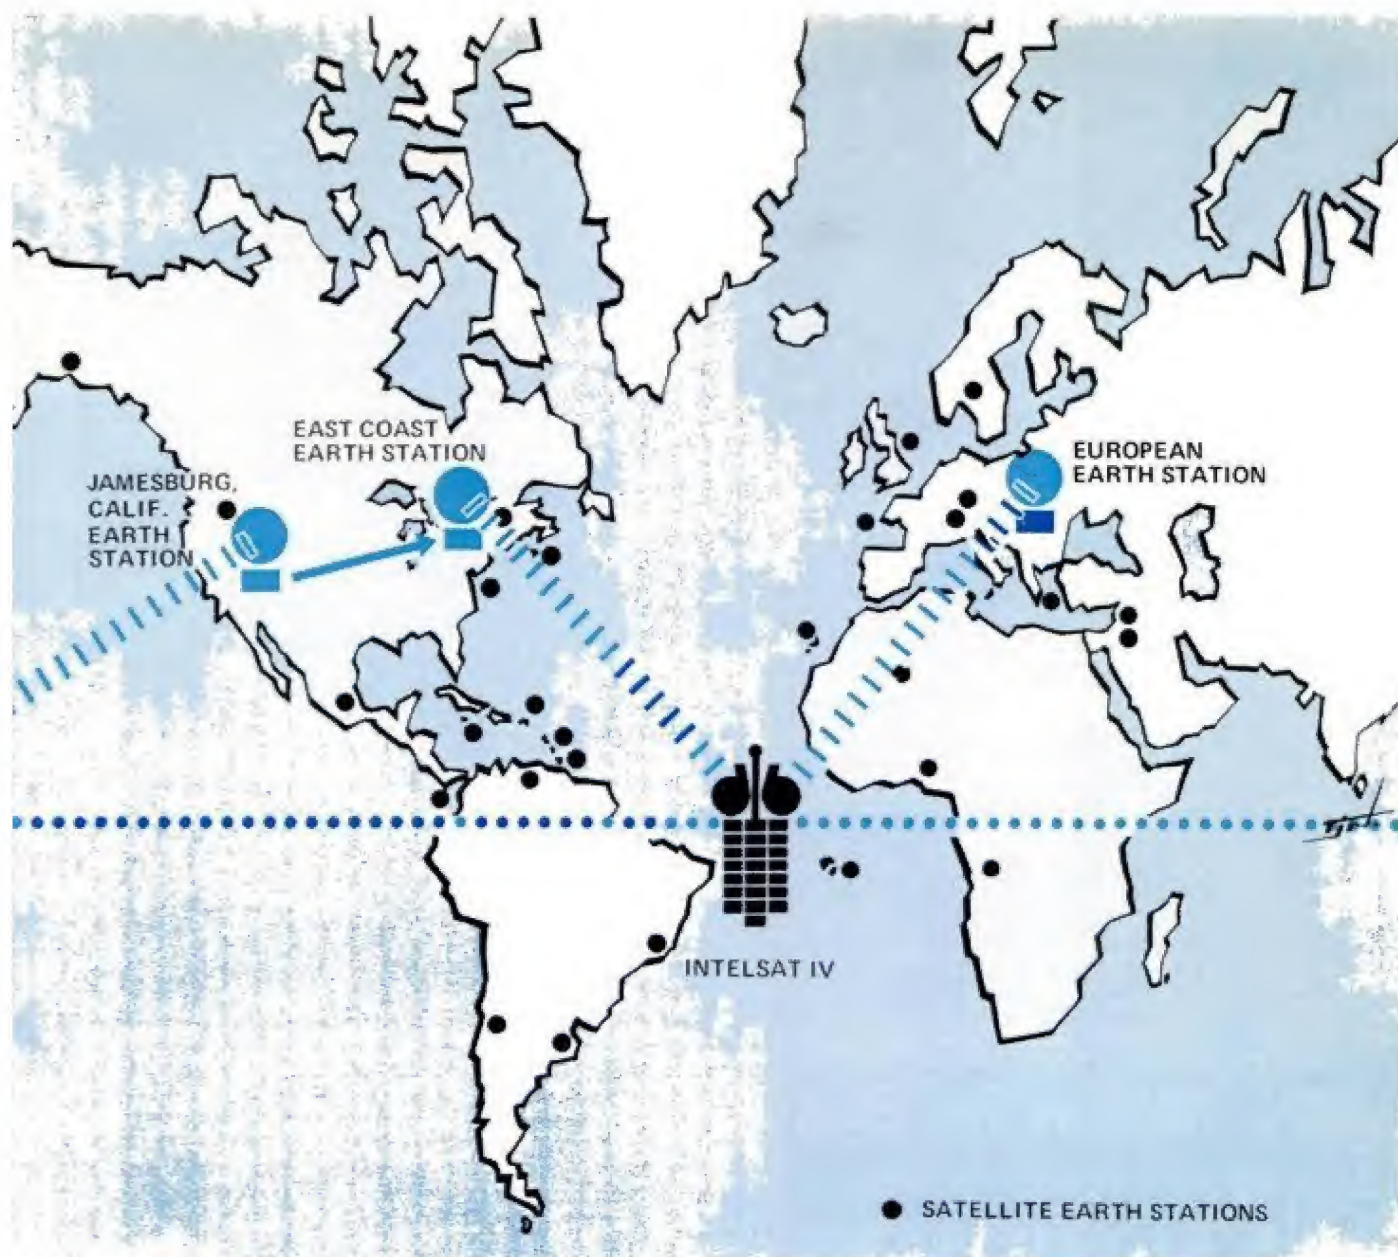 EAST COAST
EARTH STATION
JAMESBURG,
CALIF.
EARTH
STATION
EUROPEAN
EARTH STATION
INTELSAT IV
SATELLITE EARTH STATIONS